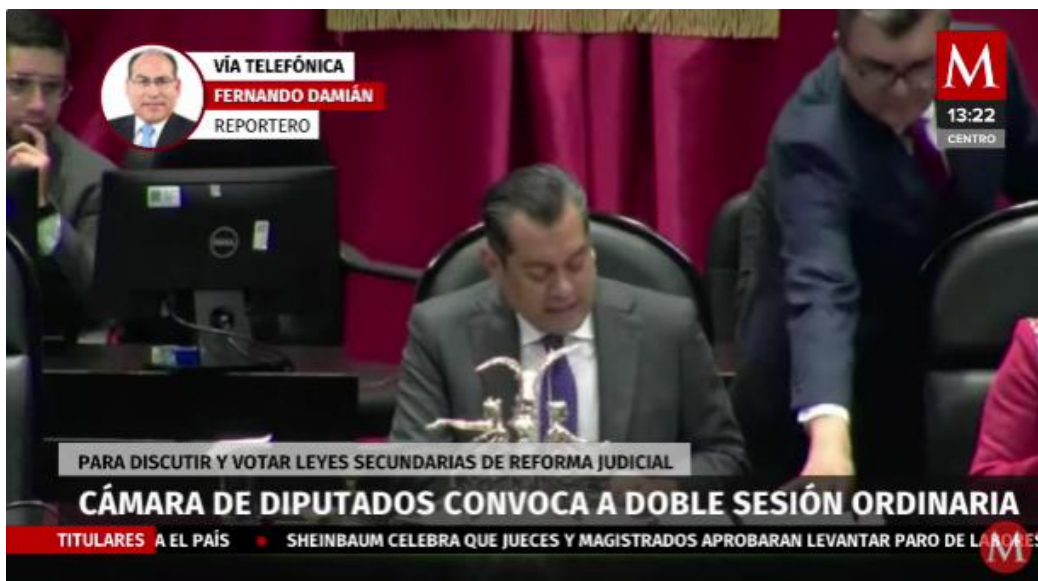 VÍA TELEFÓNICA
FERNANDO DAMIÁN
REPORTERO
M
13:22
CENTRO
DELL
PARA DISCUTIR Y VOTAR LEYES SECUNDARIAS DE REFORMA JUDICIAL
CÁMARA DE DIPUTADOS CONVOCA A DOBLE SESIÓN ORDINARIA
TITULARES A EL PAÍS • SHEINBAUM CELEBRA QUE JUECES Y MAGISTRADOS APROBARAN LEVANTAR PARO DE LABORES
M